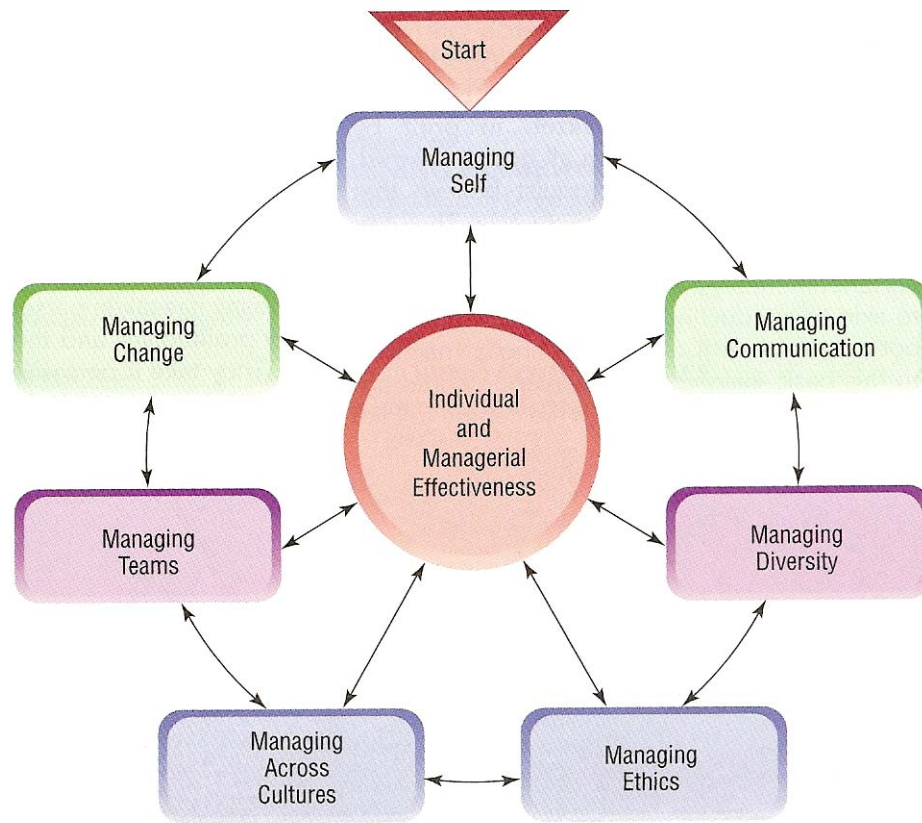 Start
Managing
Self
Managing
Change
Managing
Communication
Individual
and
Managerial
Effectiveness
Managing
Teams
Managing
Diversity
Managing
Across
Cultures
Managing
Ethics